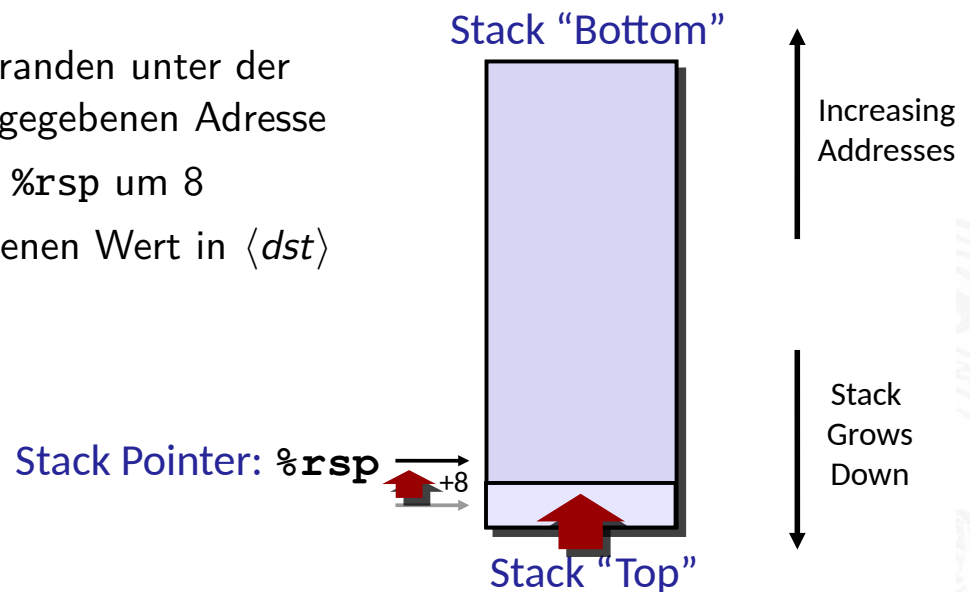 Stack “Bottom”
randen unter der
gegebenen Adresse
%rsp um 8
enen Wert in ⟨dst⟩
Increasing
Addresses
Stack
Grows
Down
Stack Pointer: %rsp
+8
Stack “Top”